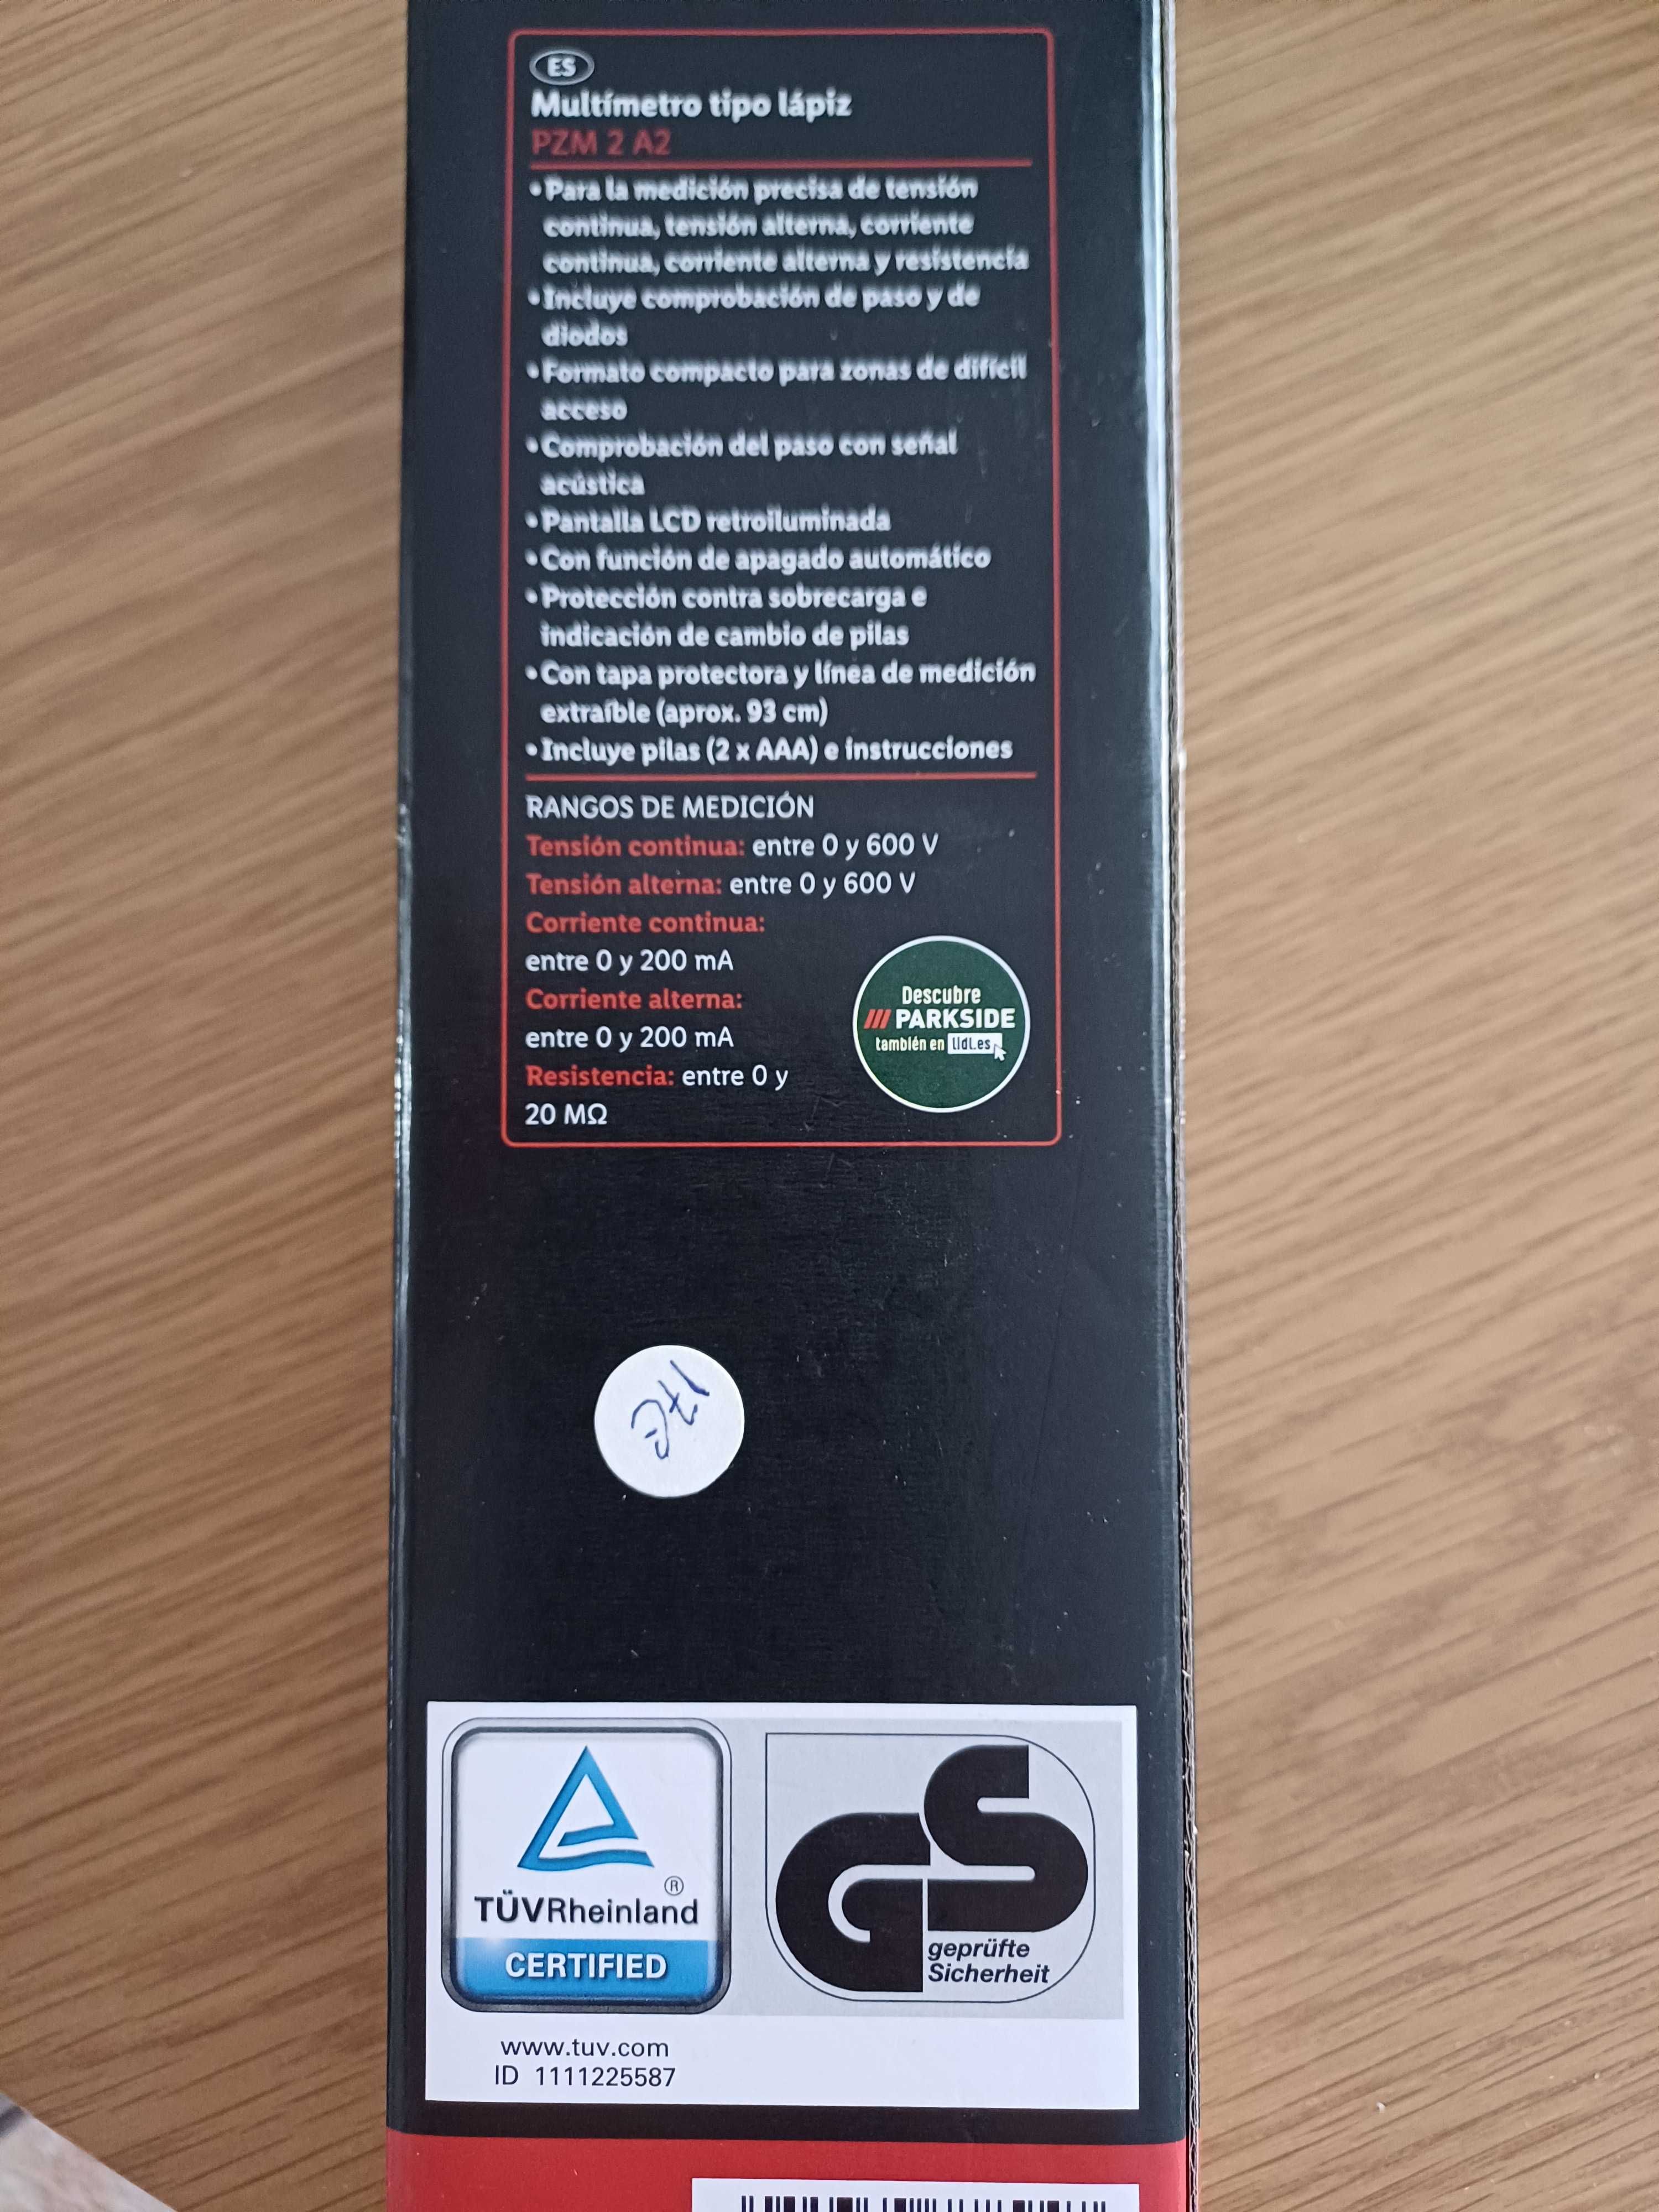 ES
Multímetro tipo lápiz
PZM 2 A2
• Para la medición precisa de tensión
continua, tensión alterna, corriente
continua, corriente alterna y resistencia
• Incluye comprobación de paso y de
diodos
• Formato compacto para zonas de difícil
acceso
• Comprobación del paso con señal
acústica
• Pantalla LCD retroiluminada
• Con función de apagado automático
• Protección contra sobrecarga e
indicación de cambio de pilas
• Con tapa protectora y línea de medición
extraíble (aprox. 93 cm)
• Incluye pilas (2 x AAA) e instrucciones
RANGOS DE MEDICIÓN
Tensión continua: entre 0 y 600 V
Tensión alterna: entre 0 y 600 V
Corriente continua:
entre 0 y 200 mA
Corriente alterna:
entre 0 y 200 mA
Resistencia: entre 0 y
20 MΩ
Descubre
/// PARKSIDE
también en lidl.es
17€
TÜVRheinland®
CERTIFIED
GS
geprüfte
Sicherheit
www.tuv.com
ID 1111225587